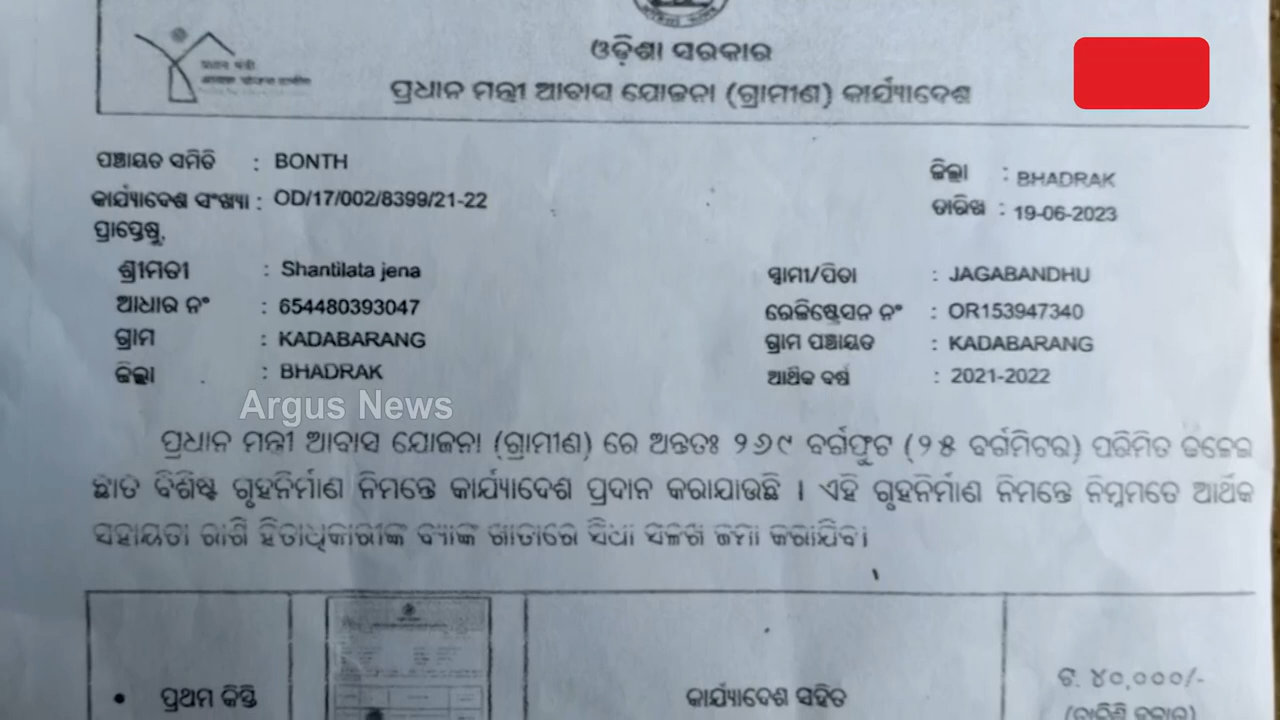 ଓଡ଼ିଶା ସରକାର
ପ୍ରଧାନ ମନ୍ତ୍ରୀ ଆବାସ ଯୋଜନା (ଗ୍ରାମୀଣ) କାର୍ଯ୍ୟାଦେଶ
ପଞ୍ଚାୟତ ସମିତି : BONTH
ଜିଲ୍ଲା : BHADRAK
କାର୍ଯ୍ୟାଦେଶ ସଂଖ୍ୟା : OD/17/002/8399/21-22
ତାରିଖ : 19-06-2023
ପ୍ରାପ୍ତେଷୁ,
ଶ୍ରୀମତୀ : Shantilata jena
ସ୍ୱାମୀ/ପିତା : JAGABANDHU
ଆଧାର ନଂ : 654480393047
ରେଜିଷ୍ଟ୍ରେସନ ନଂ : OR153947340
ଗ୍ରାମ : KADABARANG
ଗ୍ରାମ ପଞ୍ଚାୟତ : KADABARANG
ଜିଲ୍ଲା : BHADRAK
ଆର୍ଥିକ ବର୍ଷ : 2021-2022
Argus News
ପ୍ରଧାନ ମନ୍ତ୍ରୀ ଆବାସ ଯୋଜନା (ଗ୍ରାମୀଣ) ରେ ଅନ୍ତତଃ ୨୬୯ ବର୍ଗଫୁଟ (୨୫ ବର୍ଗମିଟର) ପରିମିତ ଢଳେଇ
ଛାତ ବିଶିଷ୍ଟ ଗୃହନିର୍ମାଣ ନିମନ୍ତେ କାର୍ଯ୍ୟାଦେଶ ପ୍ରଦାନ କରାଯାଉଛି । ଏହି ଗୃହନିର୍ମାଣ ନିମନ୍ତେ ନିମ୍ନମତେ ଆର୍ଥିକ
ସହାୟତା ରାଶି ହିତାଧିକାରୀଙ୍କ ବ୍ୟାଙ୍କ ଖାତାରେ ସିଧା ସଳଖ ଜମା କରାଯିବ।
• ପ୍ରଥମ କିସ୍ତି
କାର୍ଯ୍ୟାଦେଶ ସହିତ
ଟ. ୪୦,୦୦୦/-